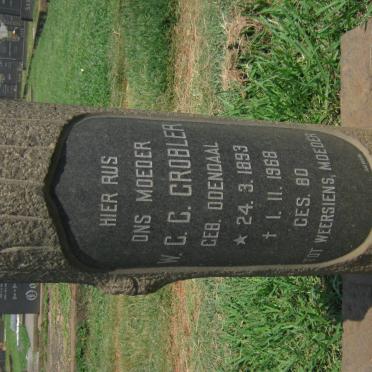 HIER RUS
ONS MOEDER
W. C. C. GROBLER
GEB. ODENDAAL
★ 24. 3. 1893
† 1. 11. 1968
GES. 80
TOT WEERSIENS, MOEDER